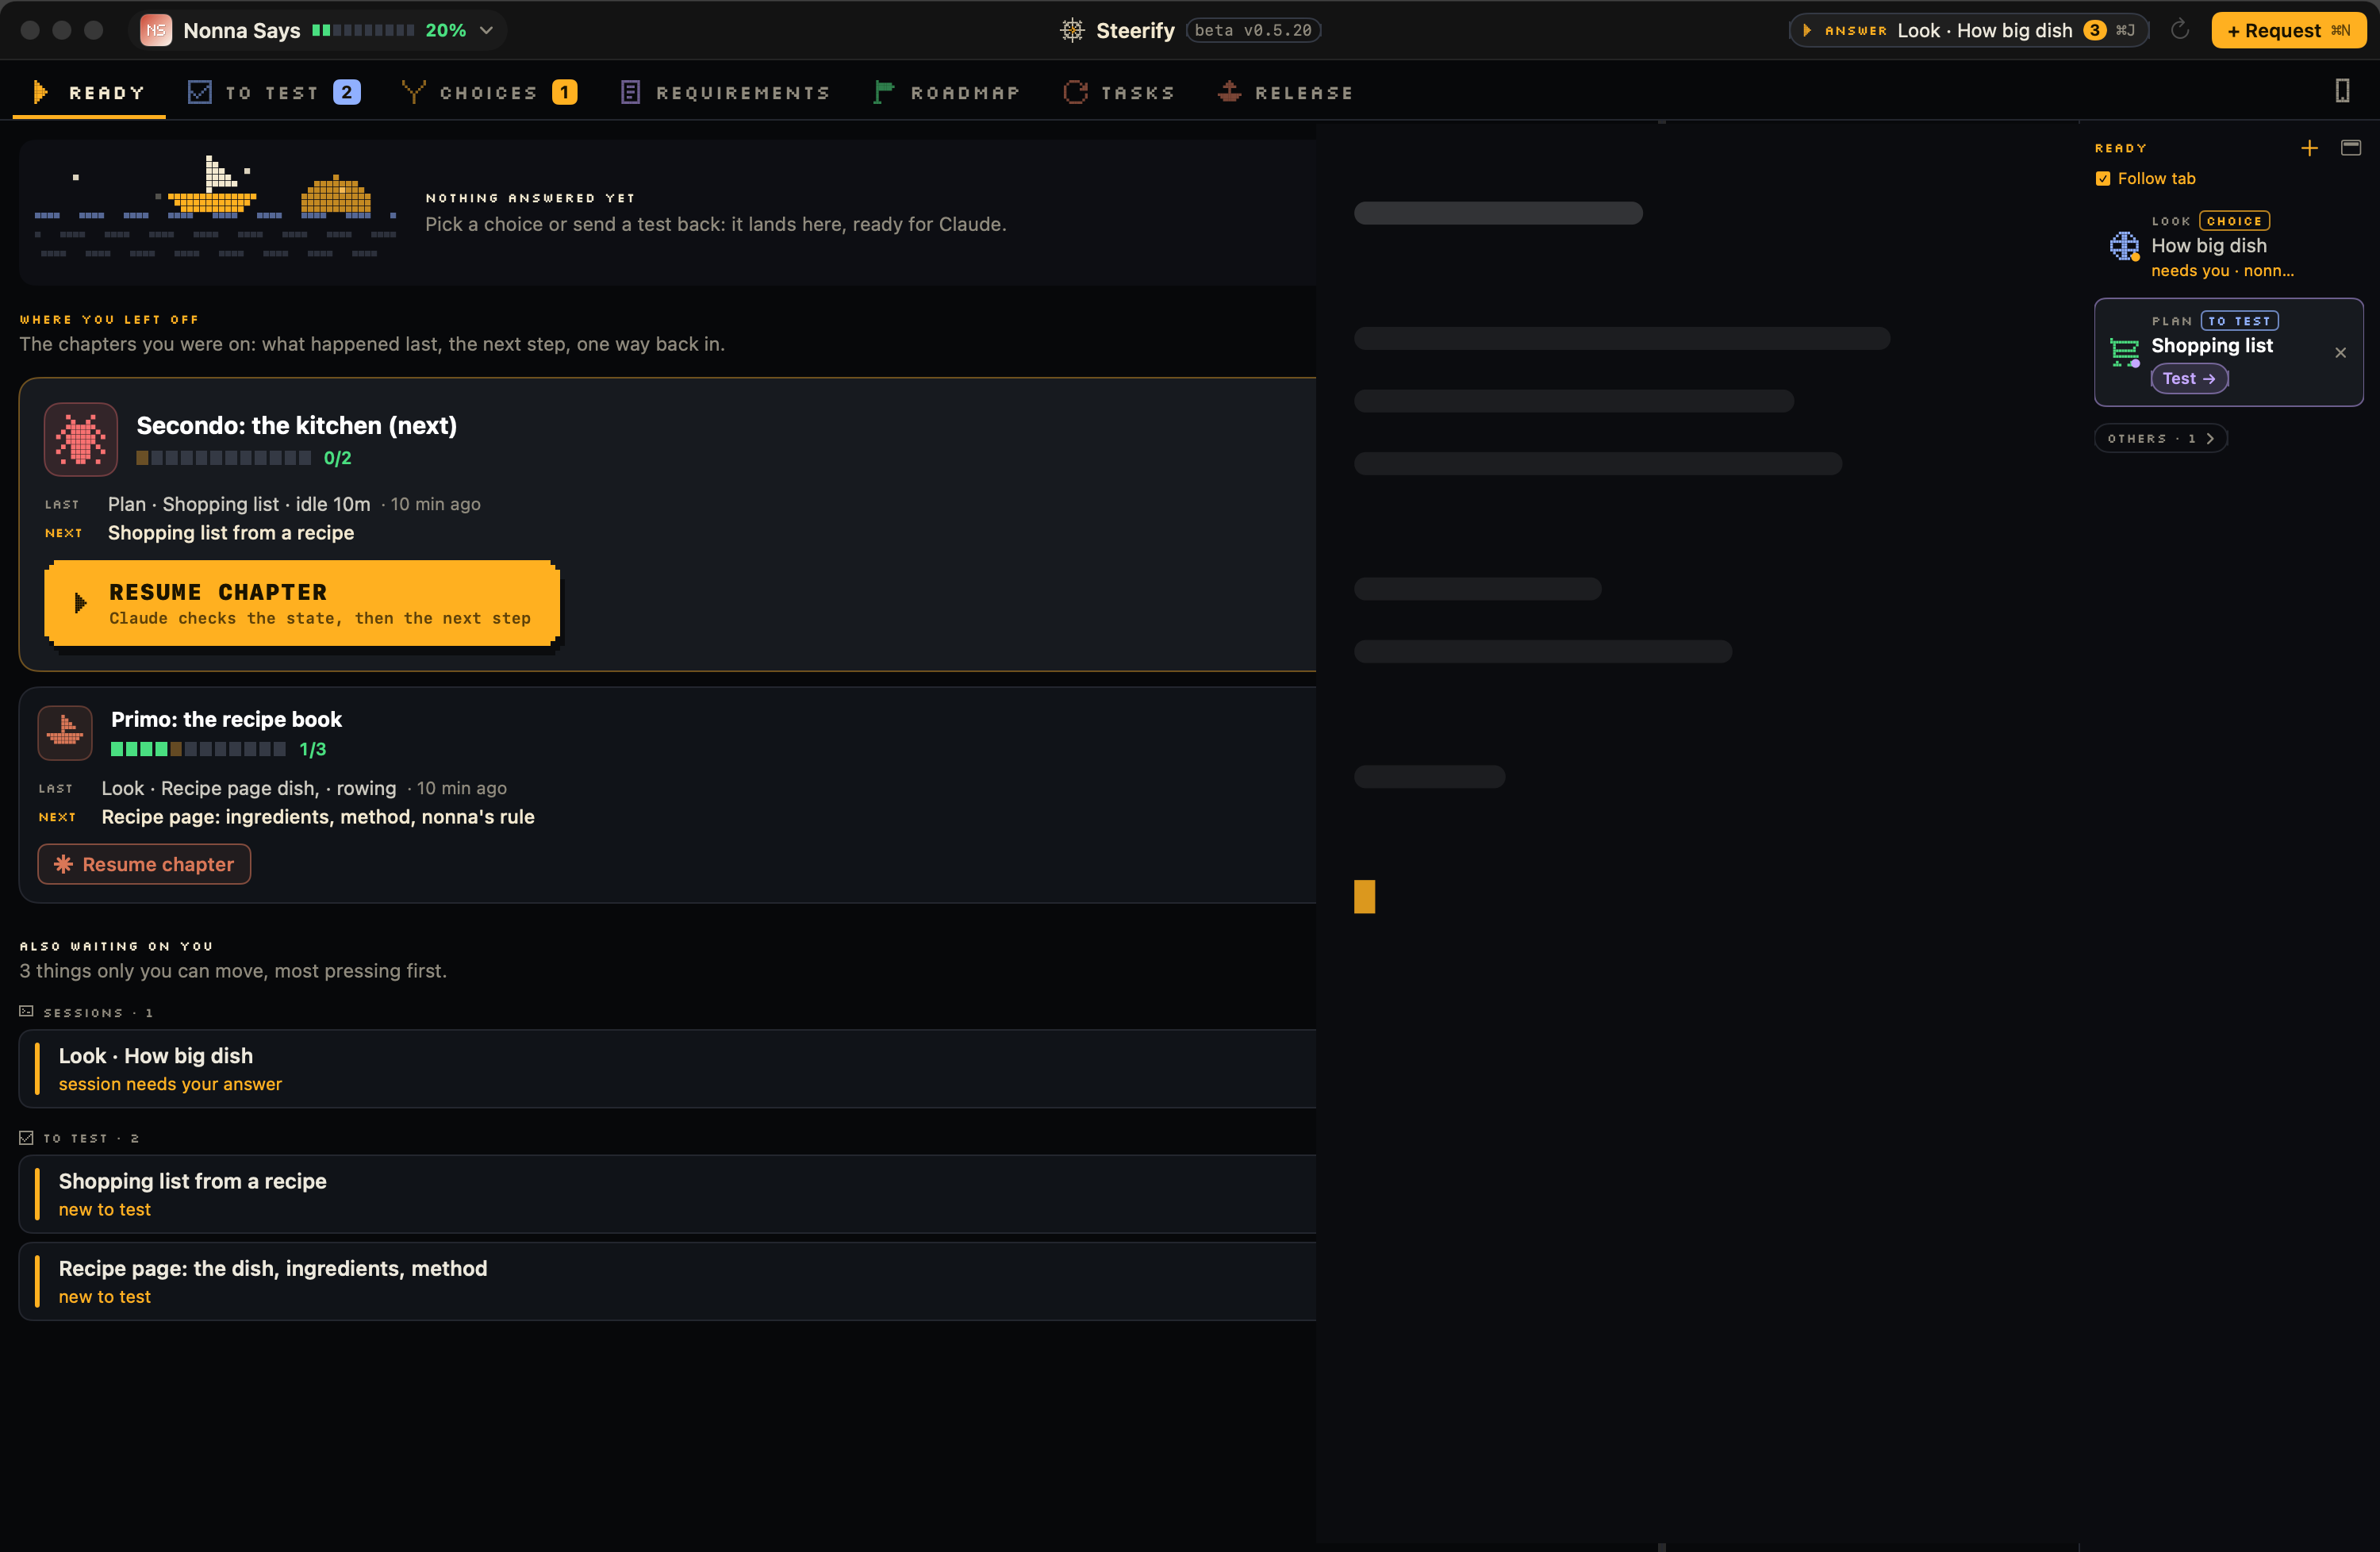 NS Nonna Says 20%
Steerify beta v0.5.20
ANSWER Look · How big dish 3 ⌘J
+ Request ⌘N
READY
TO TEST 2
CHOICES 1
REQUIREMENTS
ROADMAP
TASKS
RELEASE
NOTHING ANSWERED YET
Pick a choice or send a test back: it lands here, ready for Claude.
WHERE YOU LEFT OFF
The chapters you were on: what happened last, the next step, one way back in.
Secondo: the kitchen (next)
0/2
LAST Plan · Shopping list · idle 10m · 10 min ago
NEXT Shopping list from a recipe
RESUME CHAPTER
Claude checks the state, then the next step
Primo: the recipe book
1/3
LAST Look · Recipe page dish, · rowing · 10 min ago
NEXT Recipe page: ingredients, method, nonna's rule
Resume chapter
ALSO WAITING ON YOU
3 things only you can move, most pressing first.
SESSIONS · 1
Look · How big dish
session needs your answer
TO TEST · 2
Shopping list from a recipe
new to test
Recipe page: the dish, ingredients, method
new to test
READY
Follow tab
LOOK CHOICE
How big dish
needs you · nonn...
PLAN TO TEST
Shopping list
Test →
OTHERS · 1